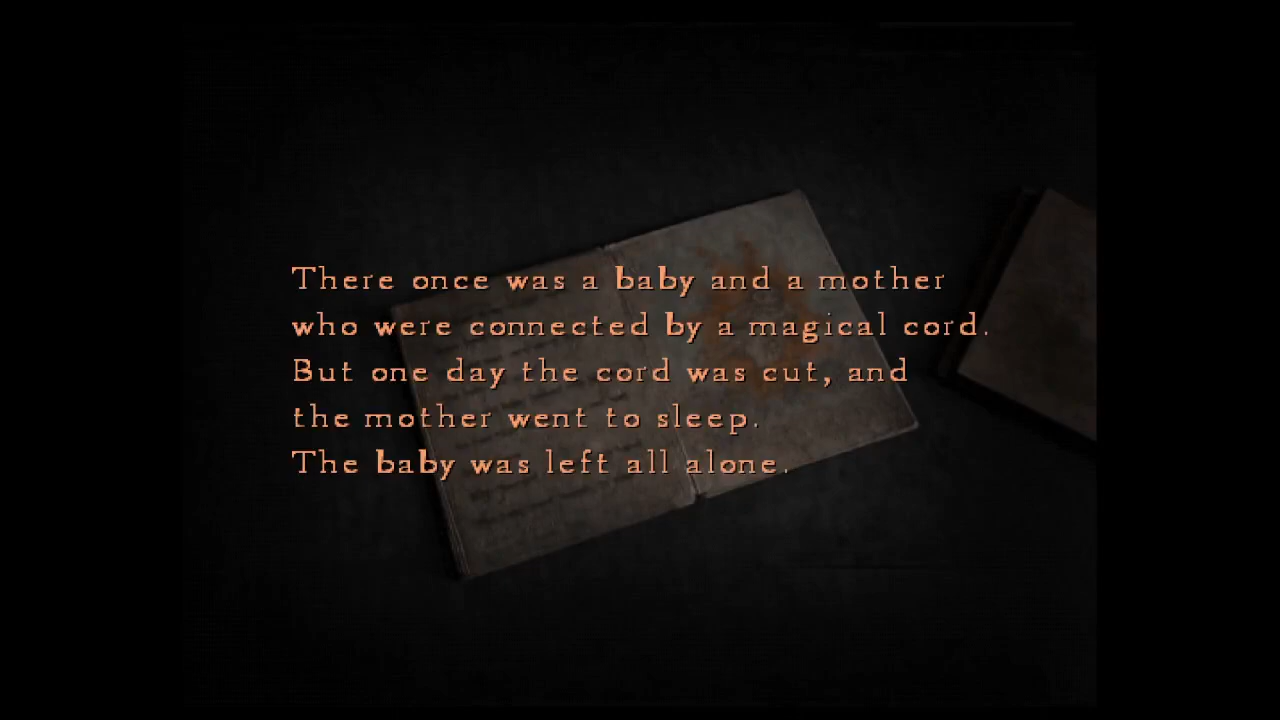 There once was a baby and a mother
who were connected by a magical cord.
But one day the cord was cut, and
the mother went to sleep.
The baby was left all alone.